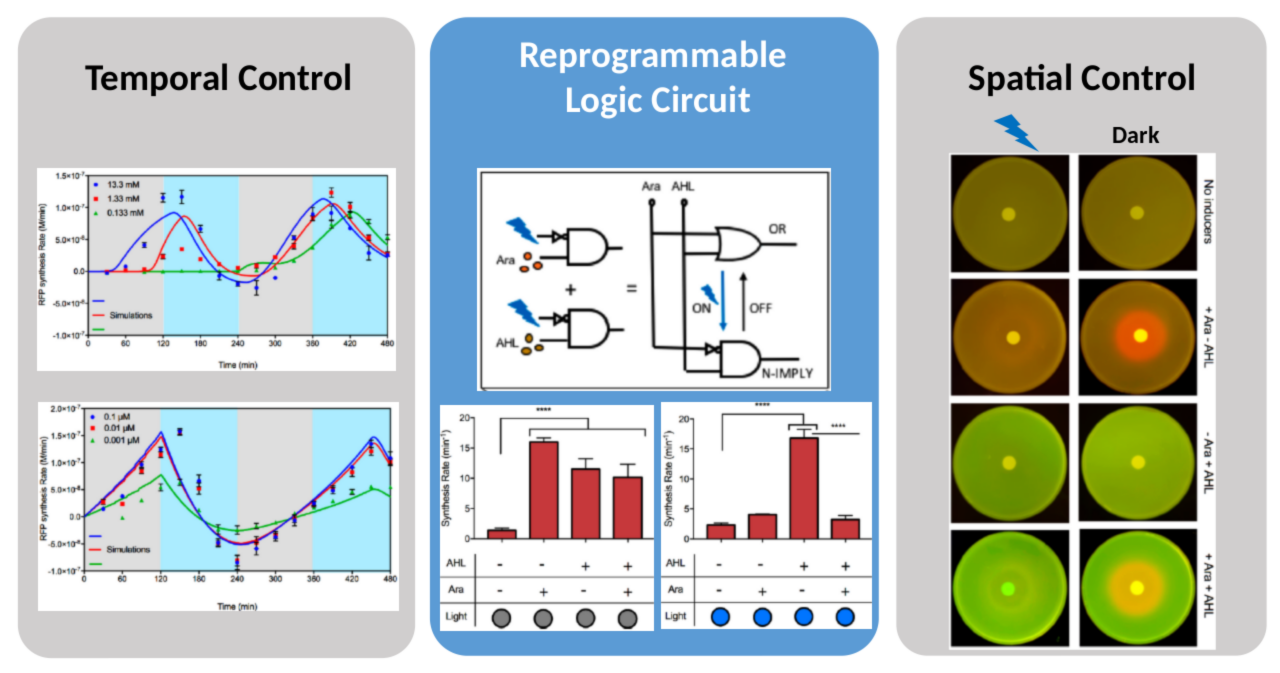 Temporal Control
1.5×10⁻⁷
1.0×10⁻⁷
5.0×10⁻⁸
0.0
-5.0×10⁻⁸
-1.0×10⁻⁷
RFP synthesis Rate (M/min)
13.3 mM
1.33 mM
0.133 mM
Simulations
0 60 120 180 240 300 360 420 480
Time (min)
2.0×10⁻⁷
1.5×10⁻⁷
1.0×10⁻⁷
5.0×10⁻⁸
0.0
-5.0×10⁻⁸
-1.0×10⁻⁷
RFP synthesis Rate (M/min)
0.1 µM
0.01 µM
0.001 µM
Simulations
0 60 120 180 240 300 360 420 480
Time (min)
Reprogrammable
Logic Circuit
Ara
+
AHL
=
Ara AHL
OR
ON OFF
N-IMPLY
Synthesis Rate (min⁻¹)
20
15
10
5
0
****
AHL - - + +
Ara - + - +
Light
Synthesis Rate (min⁻¹)
20
15
10
5
0
****
****
AHL - - + +
Ara - + - +
Light
Spatial Control
Dark
No inducers
+ Ara - AHL
- Ara + AHL
+ Ara + AHL